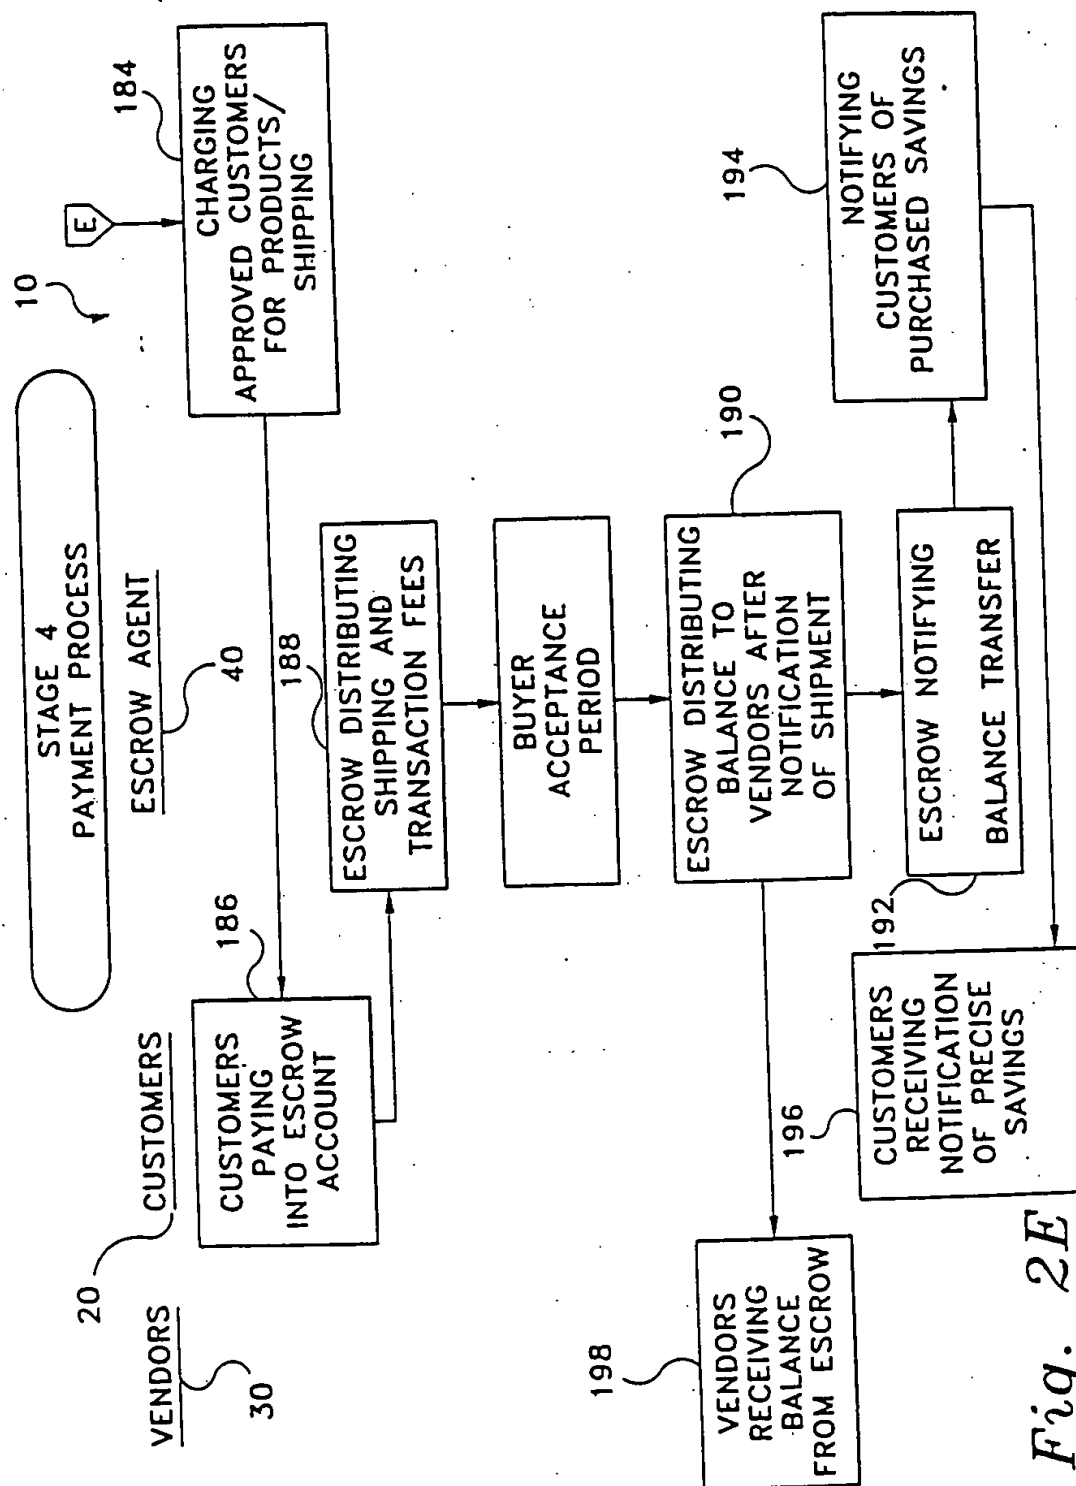 STAGE 4
PAYMENT PROCESS
10
VENDORS
30
20
CUSTOMERS
ESCROW AGENT
40
E
184
CHARGING
APPROVED CUSTOMERS
FOR PRODUCTS/
SHIPPING
186
CUSTOMERS
PAYING
INTO ESCROW
ACCOUNT
188
ESCROW DISTRIBUTING
SHIPPING AND
TRANSACTION FEES
BUYER
ACCEPTANCE
PERIOD
190
ESCROW DISTRIBUTING
BALANCE TO
VENDORS AFTER
NOTIFICATION
OF SHIPMENT
198
VENDORS
RECEIVING
BALANCE
FROM ESCROW
192
ESCROW NOTIFYING
BALANCE TRANSFER
194
NOTIFYING
CUSTOMERS OF
PURCHASED SAVINGS
196
CUSTOMERS
RECEIVING
NOTIFICATION
OF PRECISE
SAVINGS
Fig. 2E